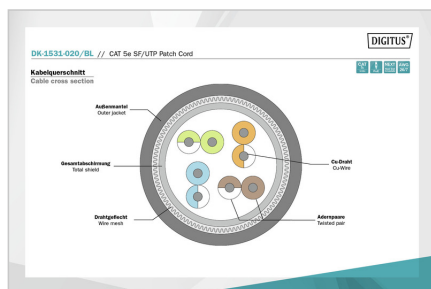 DIGITUS®
DK-1531-020/BL // CAT 5e SF/UTP Patch Cord
Kabelquerschnitt
Cable cross section
Außenmantel
Outer jacket
Gesamtabschirmung
Total shield
Drahtgeflecht
Wire mesh
Cu-Draht
Cu-Wire
Adernpaare
Twisted pair